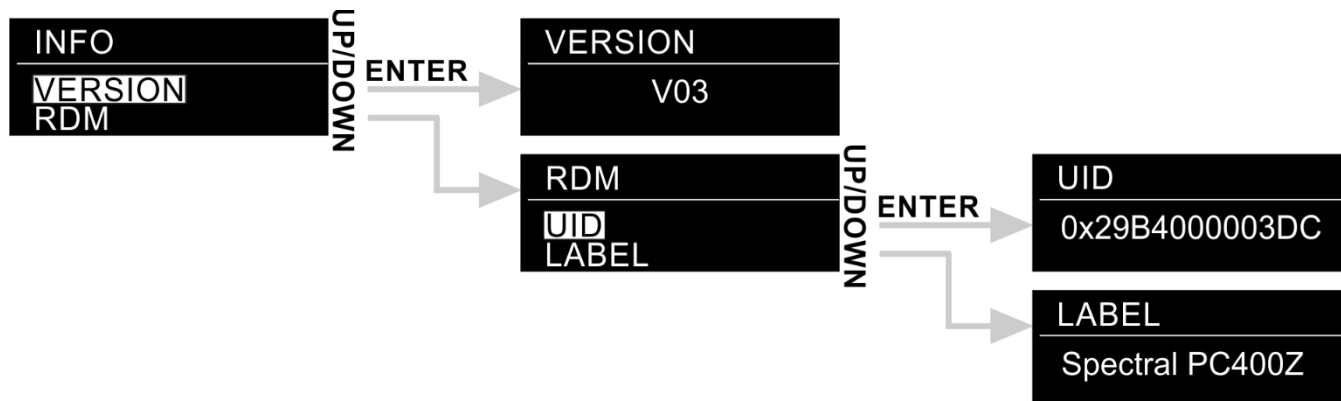 INFO
VERSION
RDM
UP/DOWN
ENTER
VERSION
V03
RDM
UID
LABEL
UP/DOWN
ENTER
UID
0x29B4000003DC
LABEL
Spectral PC400Z